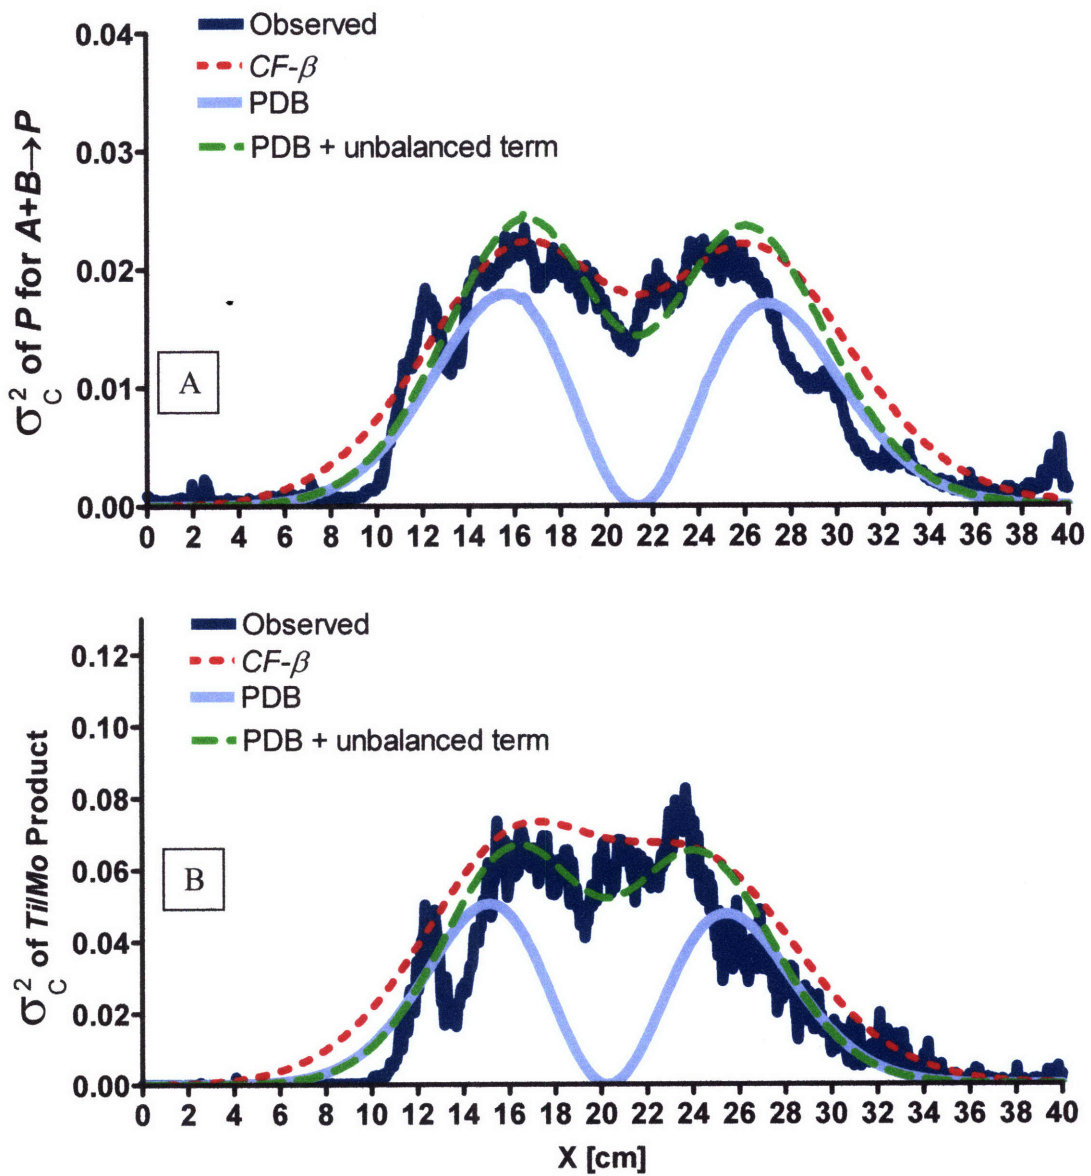 0.04
0.03
0.02
0.01
0.00
σ²C of P for A+B→P
Observed
CF-β
PDB
PDB + unbalanced term
A
0 2 4 6 8 10 12 14 16 18 20 22 24 26 28 30 32 34 36 38 40
0.12
0.10
0.08
0.06
0.04
0.02
0.00
σ²C of TilMo Product
Observed
CF-β
PDB
PDB + unbalanced term
B
0 2 4 6 8 10 12 14 16 18 20 22 24 26 28 30 32 34 36 38 40
X [cm]